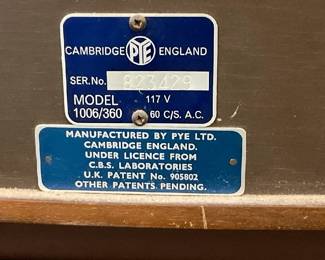 CAMBRIDGE PYE ENGLAND
SER. No. 823429
MODEL 117 V
1006/360 60 C/S. A.C.
MANUFACTURED BY PYE LTD.
CAMBRIDGE ENGLAND.
UNDER LICENCE FROM
C.B.S. LABORATORIES
U.K. PATENT No. 905802
OTHER PATENTS PENDING.